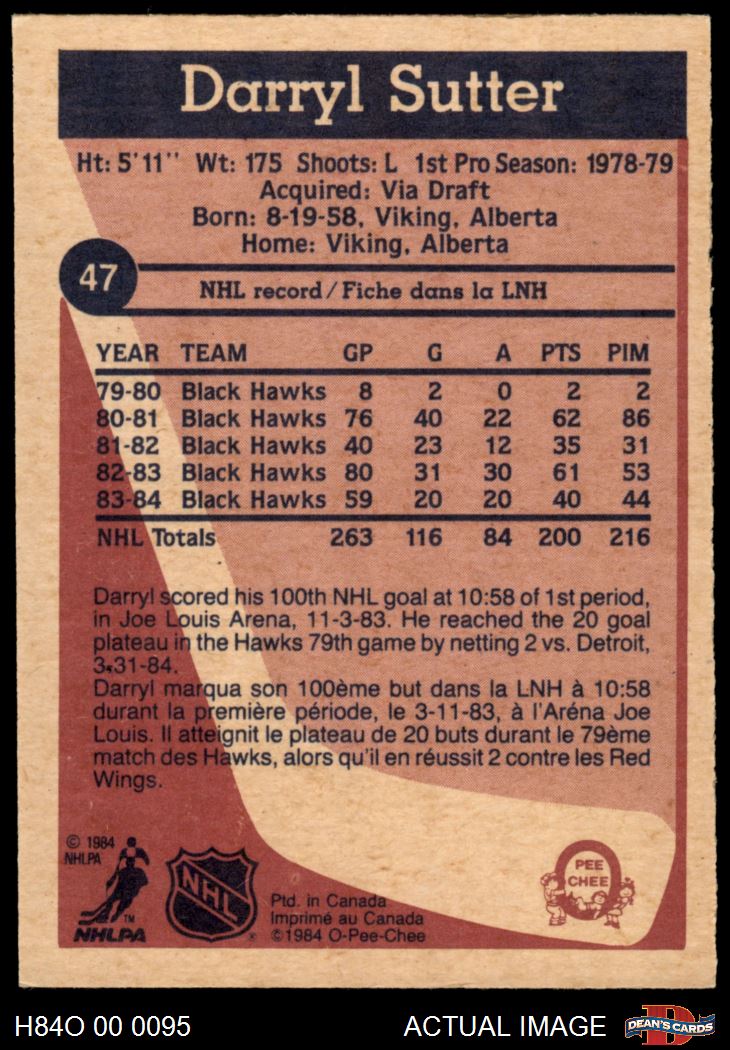 Darryl Sutter
Ht: 5'11'' Wt: 175 Shoots: L 1st Pro Season: 1978-79
Acquired: Via Draft
Born: 8-19-58, Viking, Alberta
Home: Viking, Alberta
47
NHL record/Fiche dans la LNH
YEAR TEAM GP G A PTS PIM
79-80 Black Hawks 8 2 0 2 2
80-81 Black Hawks 76 40 22 62 86
81-82 Black Hawks 40 23 12 35 31
82-83 Black Hawks 80 31 30 61 53
83-84 Black Hawks 59 20 20 40 44
NHL Totals 263 116 84 200 216
Darryl scored his 100th NHL goal at 10:58 of 1st period,
in Joe Louis Arena, 11-3-83. He reached the 20 goal
plateau in the Hawks 79th game by netting 2 vs. Detroit,
3-31-84.
Darryl marqua son 100ème but dans la LNH à 10:58
durant la première période, le 3-11-83, à l'Aréna Joe
Louis. Il atteignit le plateau de 20 buts durant le 79ème
match des Hawks, alors qu'il en réussit 2 contre les Red
Wings.
© 1984
NHLPA
TM
NHLPA
NHL
®
Ptd. in Canada
Imprimé au Canada
©1984 O-Pee-Chee
PEE
CHEE
H84O 00 0095
ACTUAL IMAGE
DEAN'S CARDS